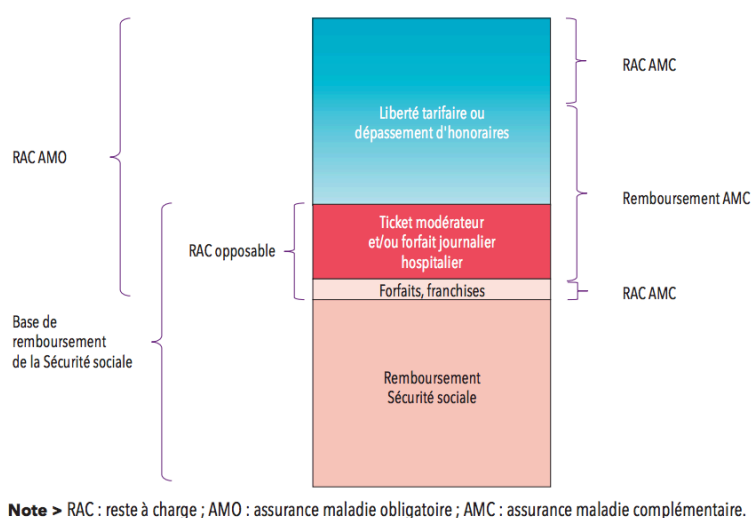 RAC AMC
Liberté tarifaire ou
dépassement d'honoraires
RAC AMO
Remboursement AMC
Ticket modérateur
et/ou forfait journalier
hospitalier
RAC opposable
Forfaits, franchises
RAC AMC
Base de
remboursement
de la Sécurité sociale
Remboursement
Sécurité sociale
Note > RAC : reste à charge ; AMO : assurance maladie obligatoire ; AMC : assurance maladie complémentaire.